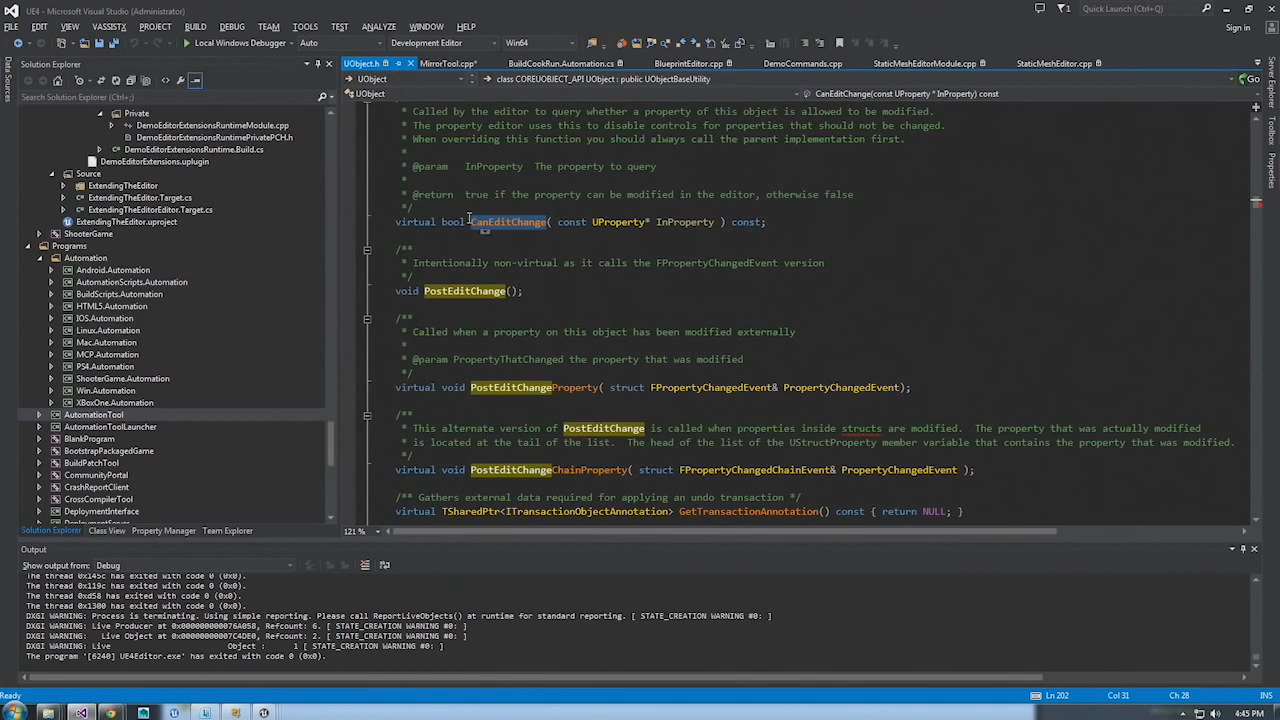 UE4 - Microsoft Visual Studio (Administrator)
1
Quick Launch (Ctrl+;)
FILE EDIT VIEW VASSISTX PROJECT BUILD DEBUG TEAM TOOLS TEST ANALYZE WINDOW HELP
Sign in
Local Windows Debugger Auto Development Editor Win64
Solution Explorer
UObject.h MirrorTool.cpp* BuildCookRun.Automation.cs BlueprintEditor.cpp DemoCommands.cpp StaticMeshEditorModule.cpp StaticMeshEditor.cpp
UObject class COREUOBJECT_API UObject : public UObjectBaseUtility Go
UObject CanEditChange(const UProperty * InProperty) const
Search Solution Explorer (Ctrl+;)
Private
DemoEditorExtensionsRuntimeModule.cpp
DemoEditorExtensionsRuntimePrivatePCH.h
DemoEditorExtensionsRuntime.Build.cs
DemoEditorExtensions.uplugin
Source
ExtendingTheEditor
ExtendingTheEditor.Target.cs
ExtendingTheEditorEditor.Target.cs
ExtendingTheEditor.uproject
ShooterGame
Programs
Automation
Android.Automation
AutomationScripts.Automation
BuildScripts.Automation
HTML5.Automation
IOS.Automation
Linux.Automation
Mac.Automation
MCP.Automation
PS4.Automation
ShooterGame.Automation
Win.Automation
XBoxOne.Automation
AutomationTool
AutomationToolLauncher
BlankProgram
BootstrapPackagedGame
BuildPatchTool
CommunityPortal
CrashReportClient
CrossCompilerTool
DeploymentInterface
Solution Explorer Class View Property Manager Team Explorer
Data Sources
* Called by the editor to query whether a property of this object is allowed to be modified.
* The property editor uses this to disable controls for properties that should not be changed.
* When overriding this function you should always call the parent implementation first.
*
* @param InProperty The property to query
*
* @return true if the property can be modified in the editor, otherwise false
*/
virtual bool CanEditChange( const UProperty* InProperty ) const;
/**
* Intentionally non-virtual as it calls the FPropertyChangedEvent version
*/
void PostEditChange();
/**
* Called when a property on this object has been modified externally
*
* @param PropertyThatChanged the property that was modified
*/
virtual void PostEditChangeProperty( struct FPropertyChangedEvent& PropertyChangedEvent);
/**
* This alternate version of PostEditChange is called when properties inside structs are modified. The property that was actually modified
* is located at the tail of the list. The head of the list of the UStructProperty member variable that contains the property that was modified.
*/
virtual void PostEditChangeChainProperty( struct FPropertyChangedChainEvent& PropertyChangedEvent );
/** Gathers external data required for applying an undo transaction */
virtual TSharedPtr<ITransactionObjectAnnotation> GetTransactionAnnotation() const { return NULL; }
121 %
Server Explorer Toolbox
Output
Show output from: Debug
The thread 0x145c has exited with code 0 (0x0).
The thread 0x119c has exited with code 0 (0x0).
The thread 0xd58 has exited with code 0 (0x0).
The thread 0x1300 has exited with code 0 (0x0).
DXGI WARNING: Process is terminating. Using simple reporting. Please call ReportLiveObjects() at runtime for standard reporting. [ STATE_CREATION WARNING #0: ]
DXGI WARNING: Live Producer at 0x000000000076A058, Refcount: 6. [ STATE_CREATION WARNING #0: ]
DXGI WARNING: Live Object at 0x00000000007C4DE0, Refcount: 2. [ STATE_CREATION WARNING #0: ]
DXGI WARNING: Live Object : 1 [ STATE_CREATION WARNING #0: ]
The program '[6240] UE4Editor.exe' has exited with code 0 (0x0).
Ready
Ln 202 Col 31 Ch 28 INS
4:45 PM